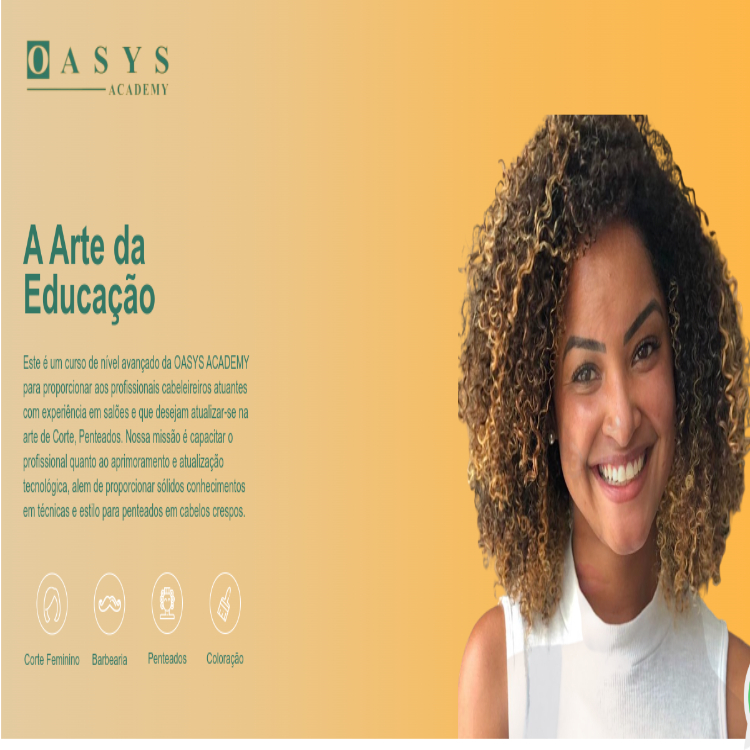 OASYS
ACADEMY
A Arte da
Educação
Este é um curso de nível avançado da OASYS ACADEMY
para proporcionar aos profissionais cabeleireiros atuantes
com experiência em salões e que desejam atualizar-se na
arte de Corte, Penteados. Nossa missão é capacitar o
profissional quanto ao aprimoramento e atualização
tecnológica, alem de proporcionar sólidos conhecimentos
em técnicas e estilo para penteados em cabelos crespos.
Corte Feminino Barbearia Penteados Coloração